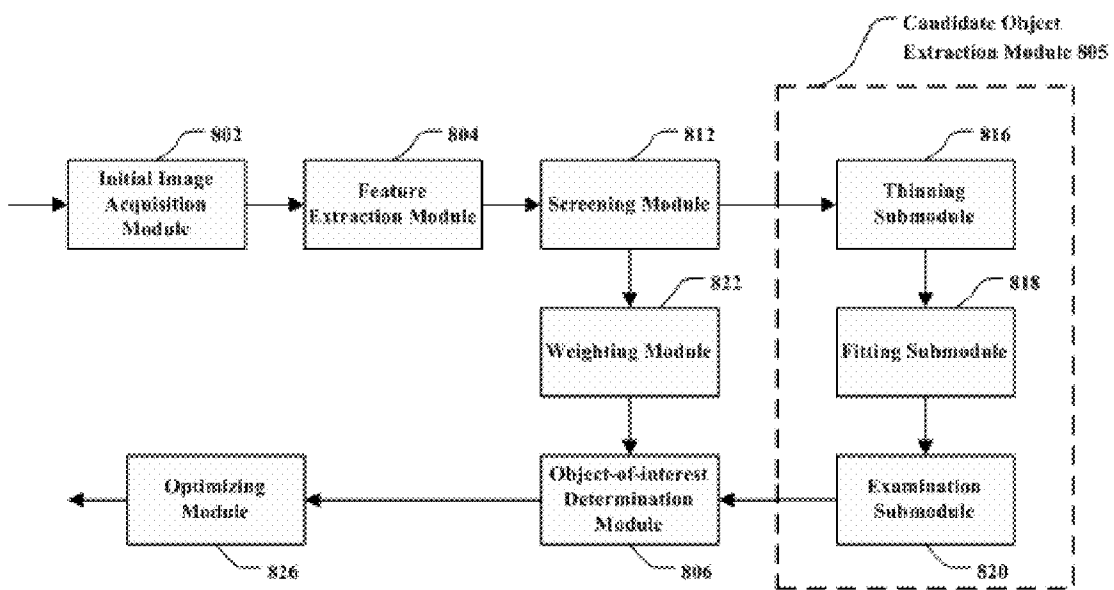 Candidate Object
Extraction Module 805
802
804
812
816
Initial Image
Acquisition
Module
Feature
Extraction Module
Screening Module
Thinning
Submodule
822
818
Weighting Module
Fitting Submodule
Optimizing
Module
Object-of-interest
Determination
Module
Examination
Submodule
826
806
820